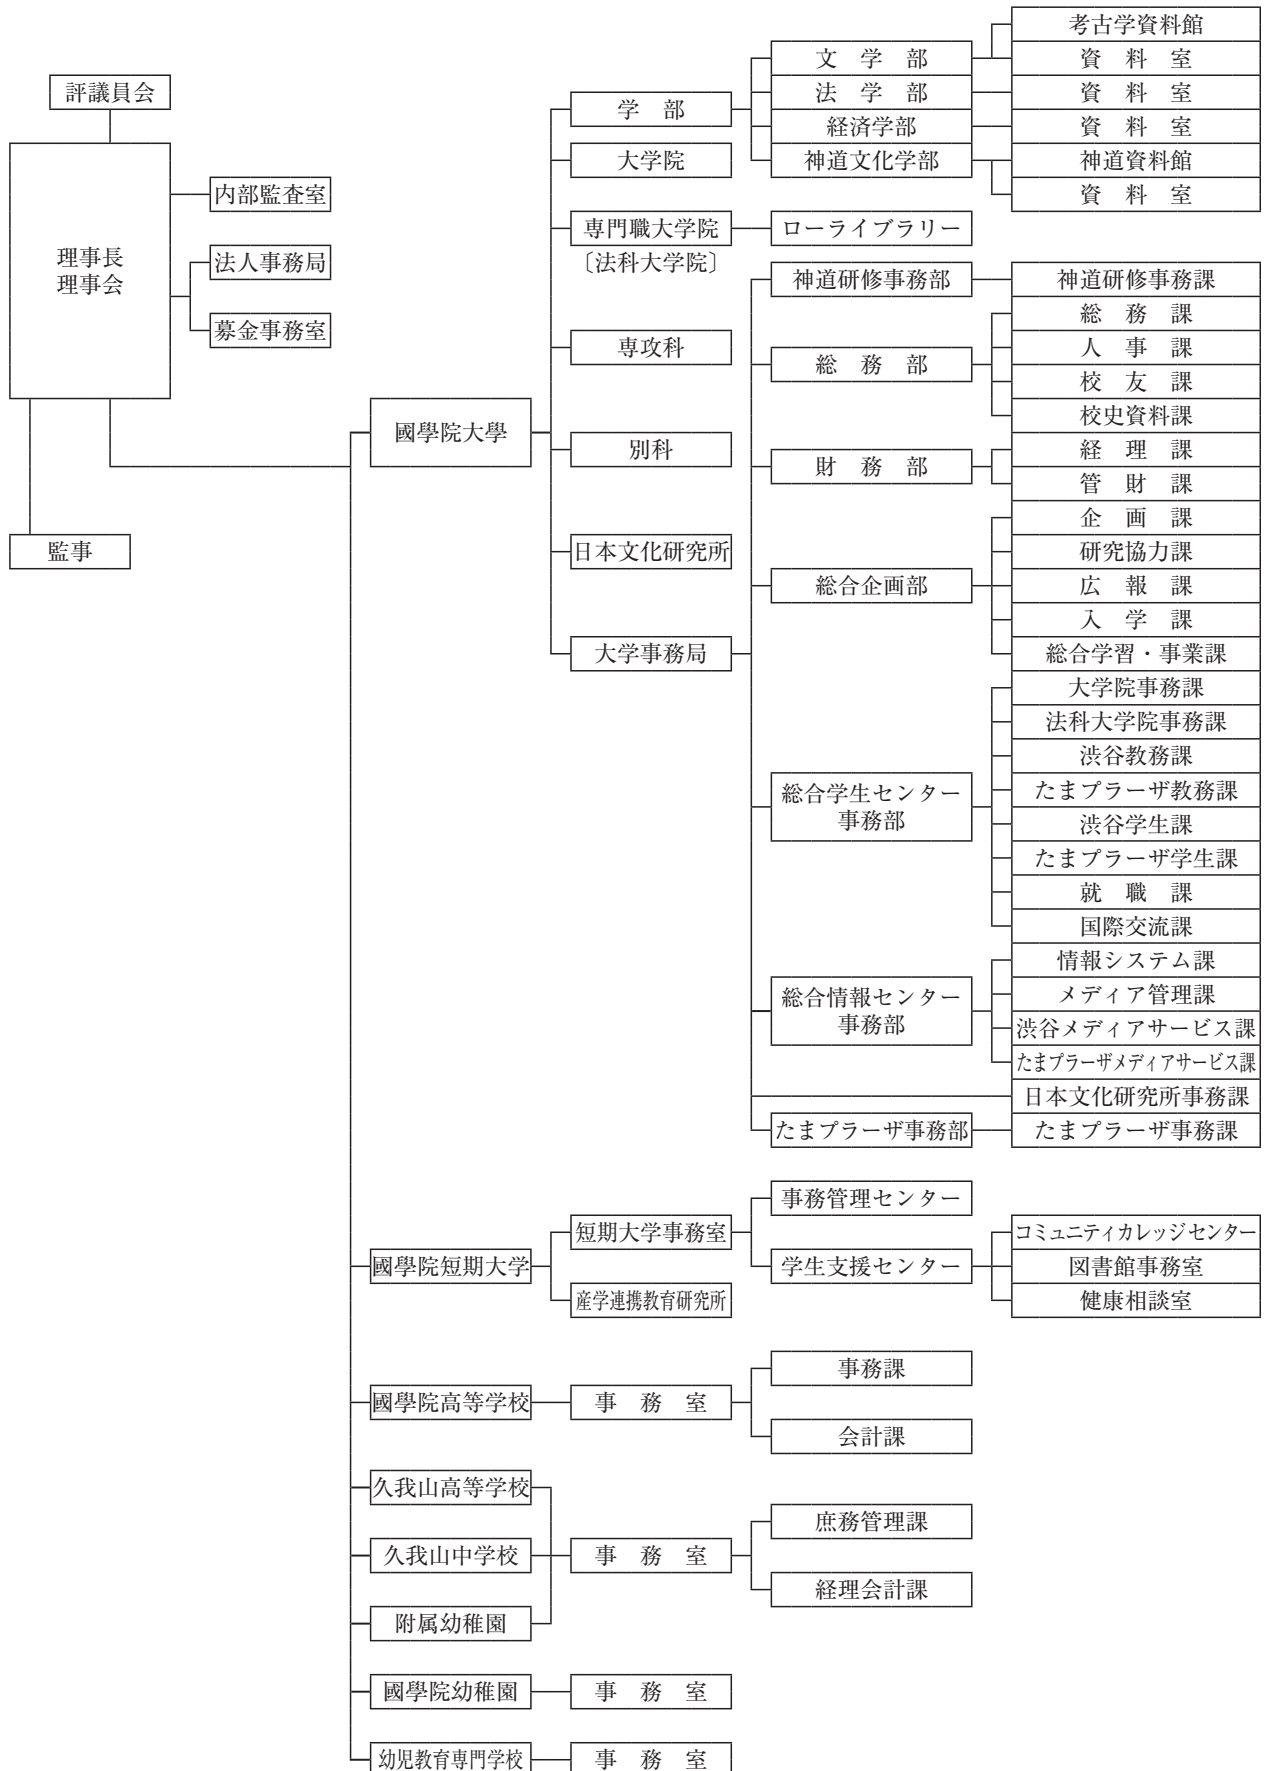 評議員会
理事長
理事会
内部監査室
法人事務局
募金事務室
監事
國學院大學
学　部
文　学　部
考古学資料館
資　料　室
法　学　部
資　料　室
経済学部
資　料　室
神道文化学部
神道資料館
資　料　室
大学院
専門職大学院
〔法科大学院〕
ローライブラリー
専攻科
別科
日本文化研究所
大学事務局
神道研修事務部
神道研修事務課
総　務　部
総　務　課
人　事　課
校　友　課
校史資料課
財　務　部
経　理　課
管　財　課
総合企画部
企　画　課
研究協力課
広　報　課
入　学　課
総合学習・事業課
総合学生センター
事務部
大学院事務課
法科大学院事務課
渋谷教務課
たまプラーザ教務課
渋谷学生課
たまプラーザ学生課
就　職　課
国際交流課
総合情報センター
事務部
情報システム課
メディア管理課
渋谷メディアサービス課
たまプラーザメディアサービス課
日本文化研究所事務課
たまプラーザ事務部
たまプラーザ事務課
國學院短期大学
短期大学事務室
事務管理センター
学生支援センター
コミュニティカレッジセンター
図書館事務室
健康相談室
産学連携教育研究所
國學院高等学校
事　務　室
事務課
会計課
久我山高等学校
久我山中学校
附属幼稚園
事　務　室
庶務管理課
経理会計課
國學院幼稚園
事　務　室
幼児教育専門学校
事　務　室